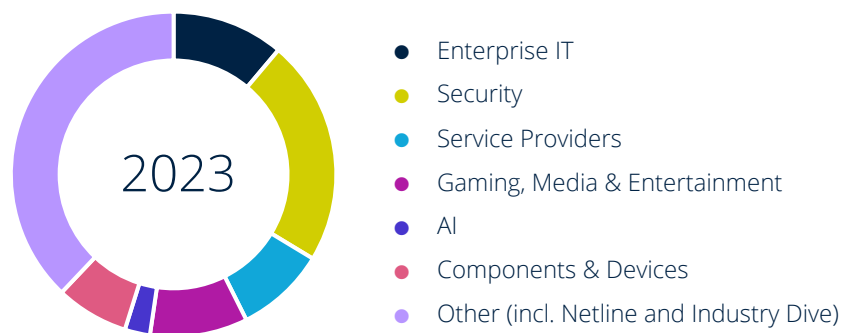 2023
Enterprise IT
Security
Service Providers
Gaming, Media & Entertainment
AI
Components & Devices
Other (incl. Netline and Industry Dive)